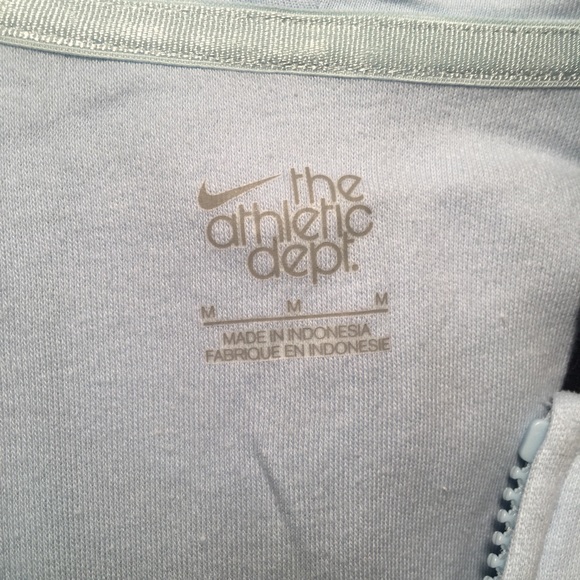 the
athletic
dept.
M M M
MADE IN INDONESIA
FABRIQUE EN INDONESIE